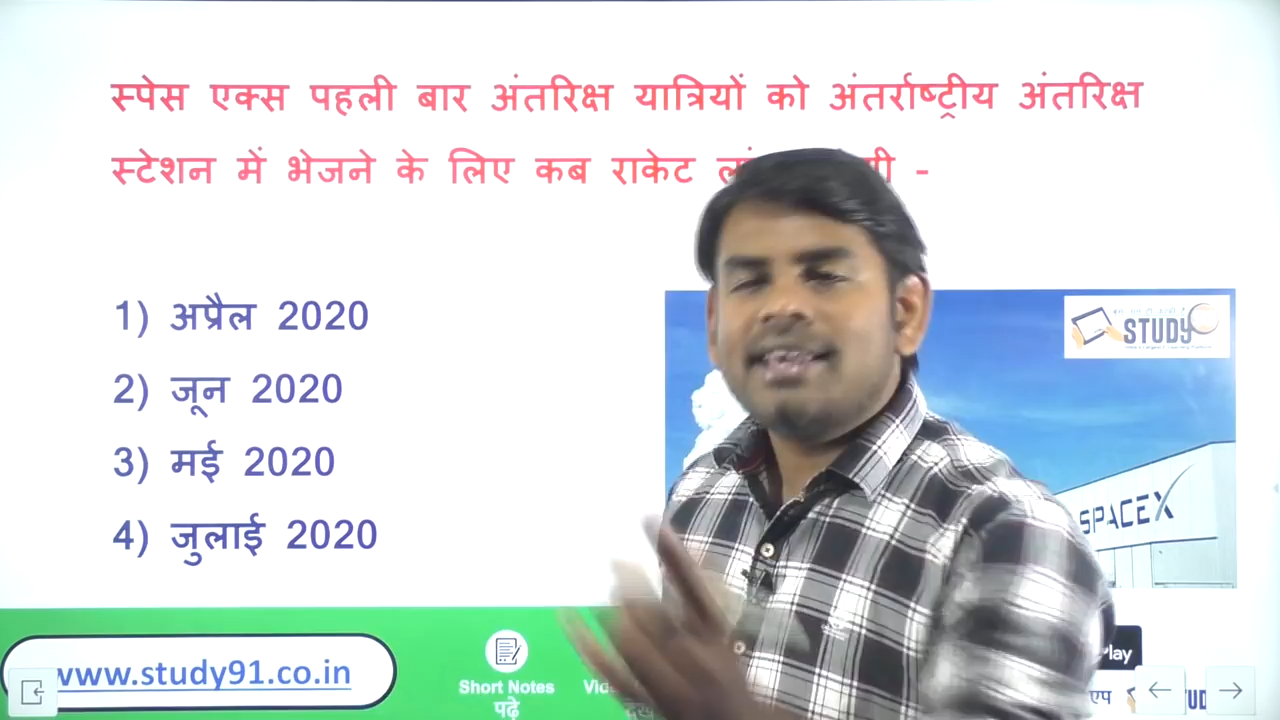 स्पेस एक्स पहली बार अंतरिक्ष यात्रियों को अंतर्राष्ट्रीय अंतरिक्ष
स्टेशन में भेजने के लिए कब राकेट -
1) अप्रैल 2020
2) जून 2020
3) मई 2020
4) जुलाई 2020
STUDY
SPACEX
www.study91.co.in
Short Notes
पढ़े